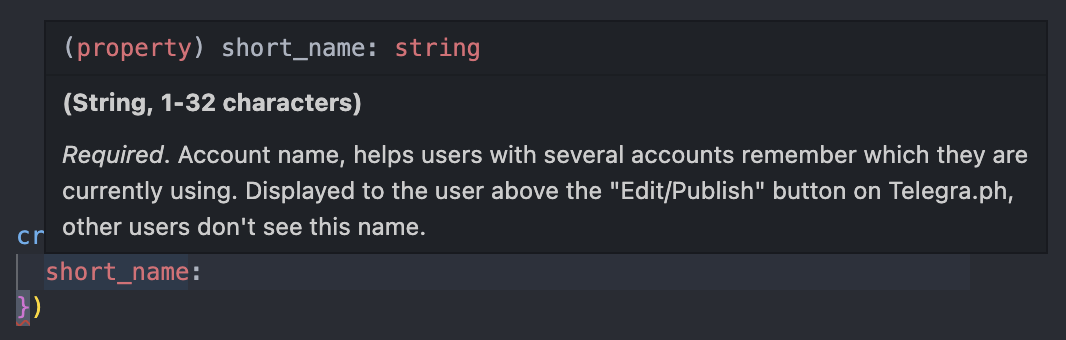 (property) short_name: string
(String, 1-32 characters)
Required. Account name, helps users with several accounts remember which they are
currently using. Displayed to the user above the "Edit/Publish" button on Telegra.ph,
other users don't see this name.
cr
short_name:
})